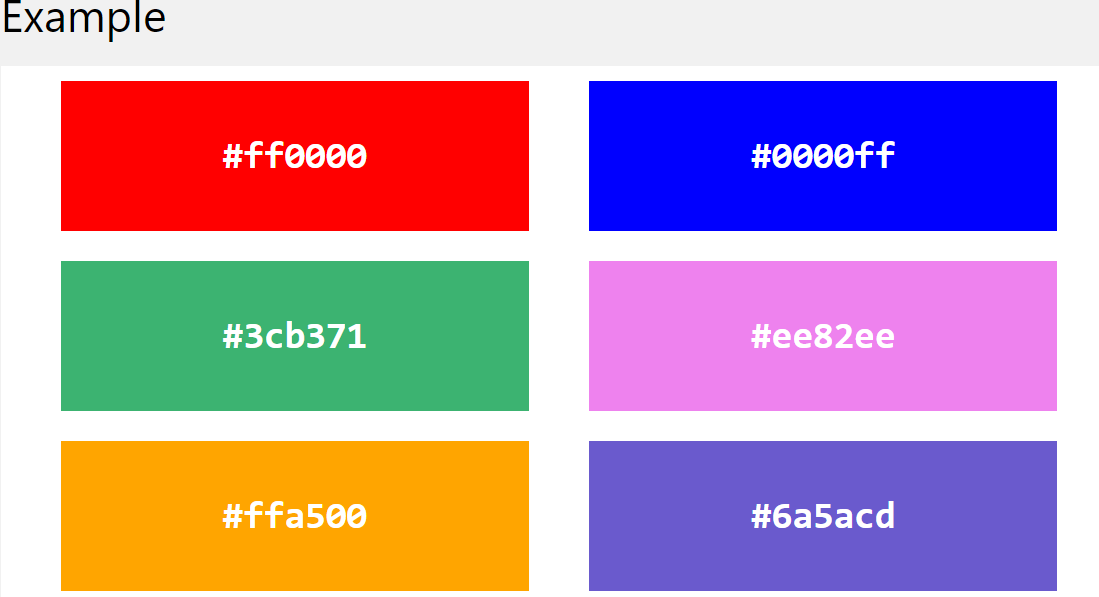 Example
#ff0000
#0000ff
#3cb371
#ee82ee
#ffa500
#6a5acd